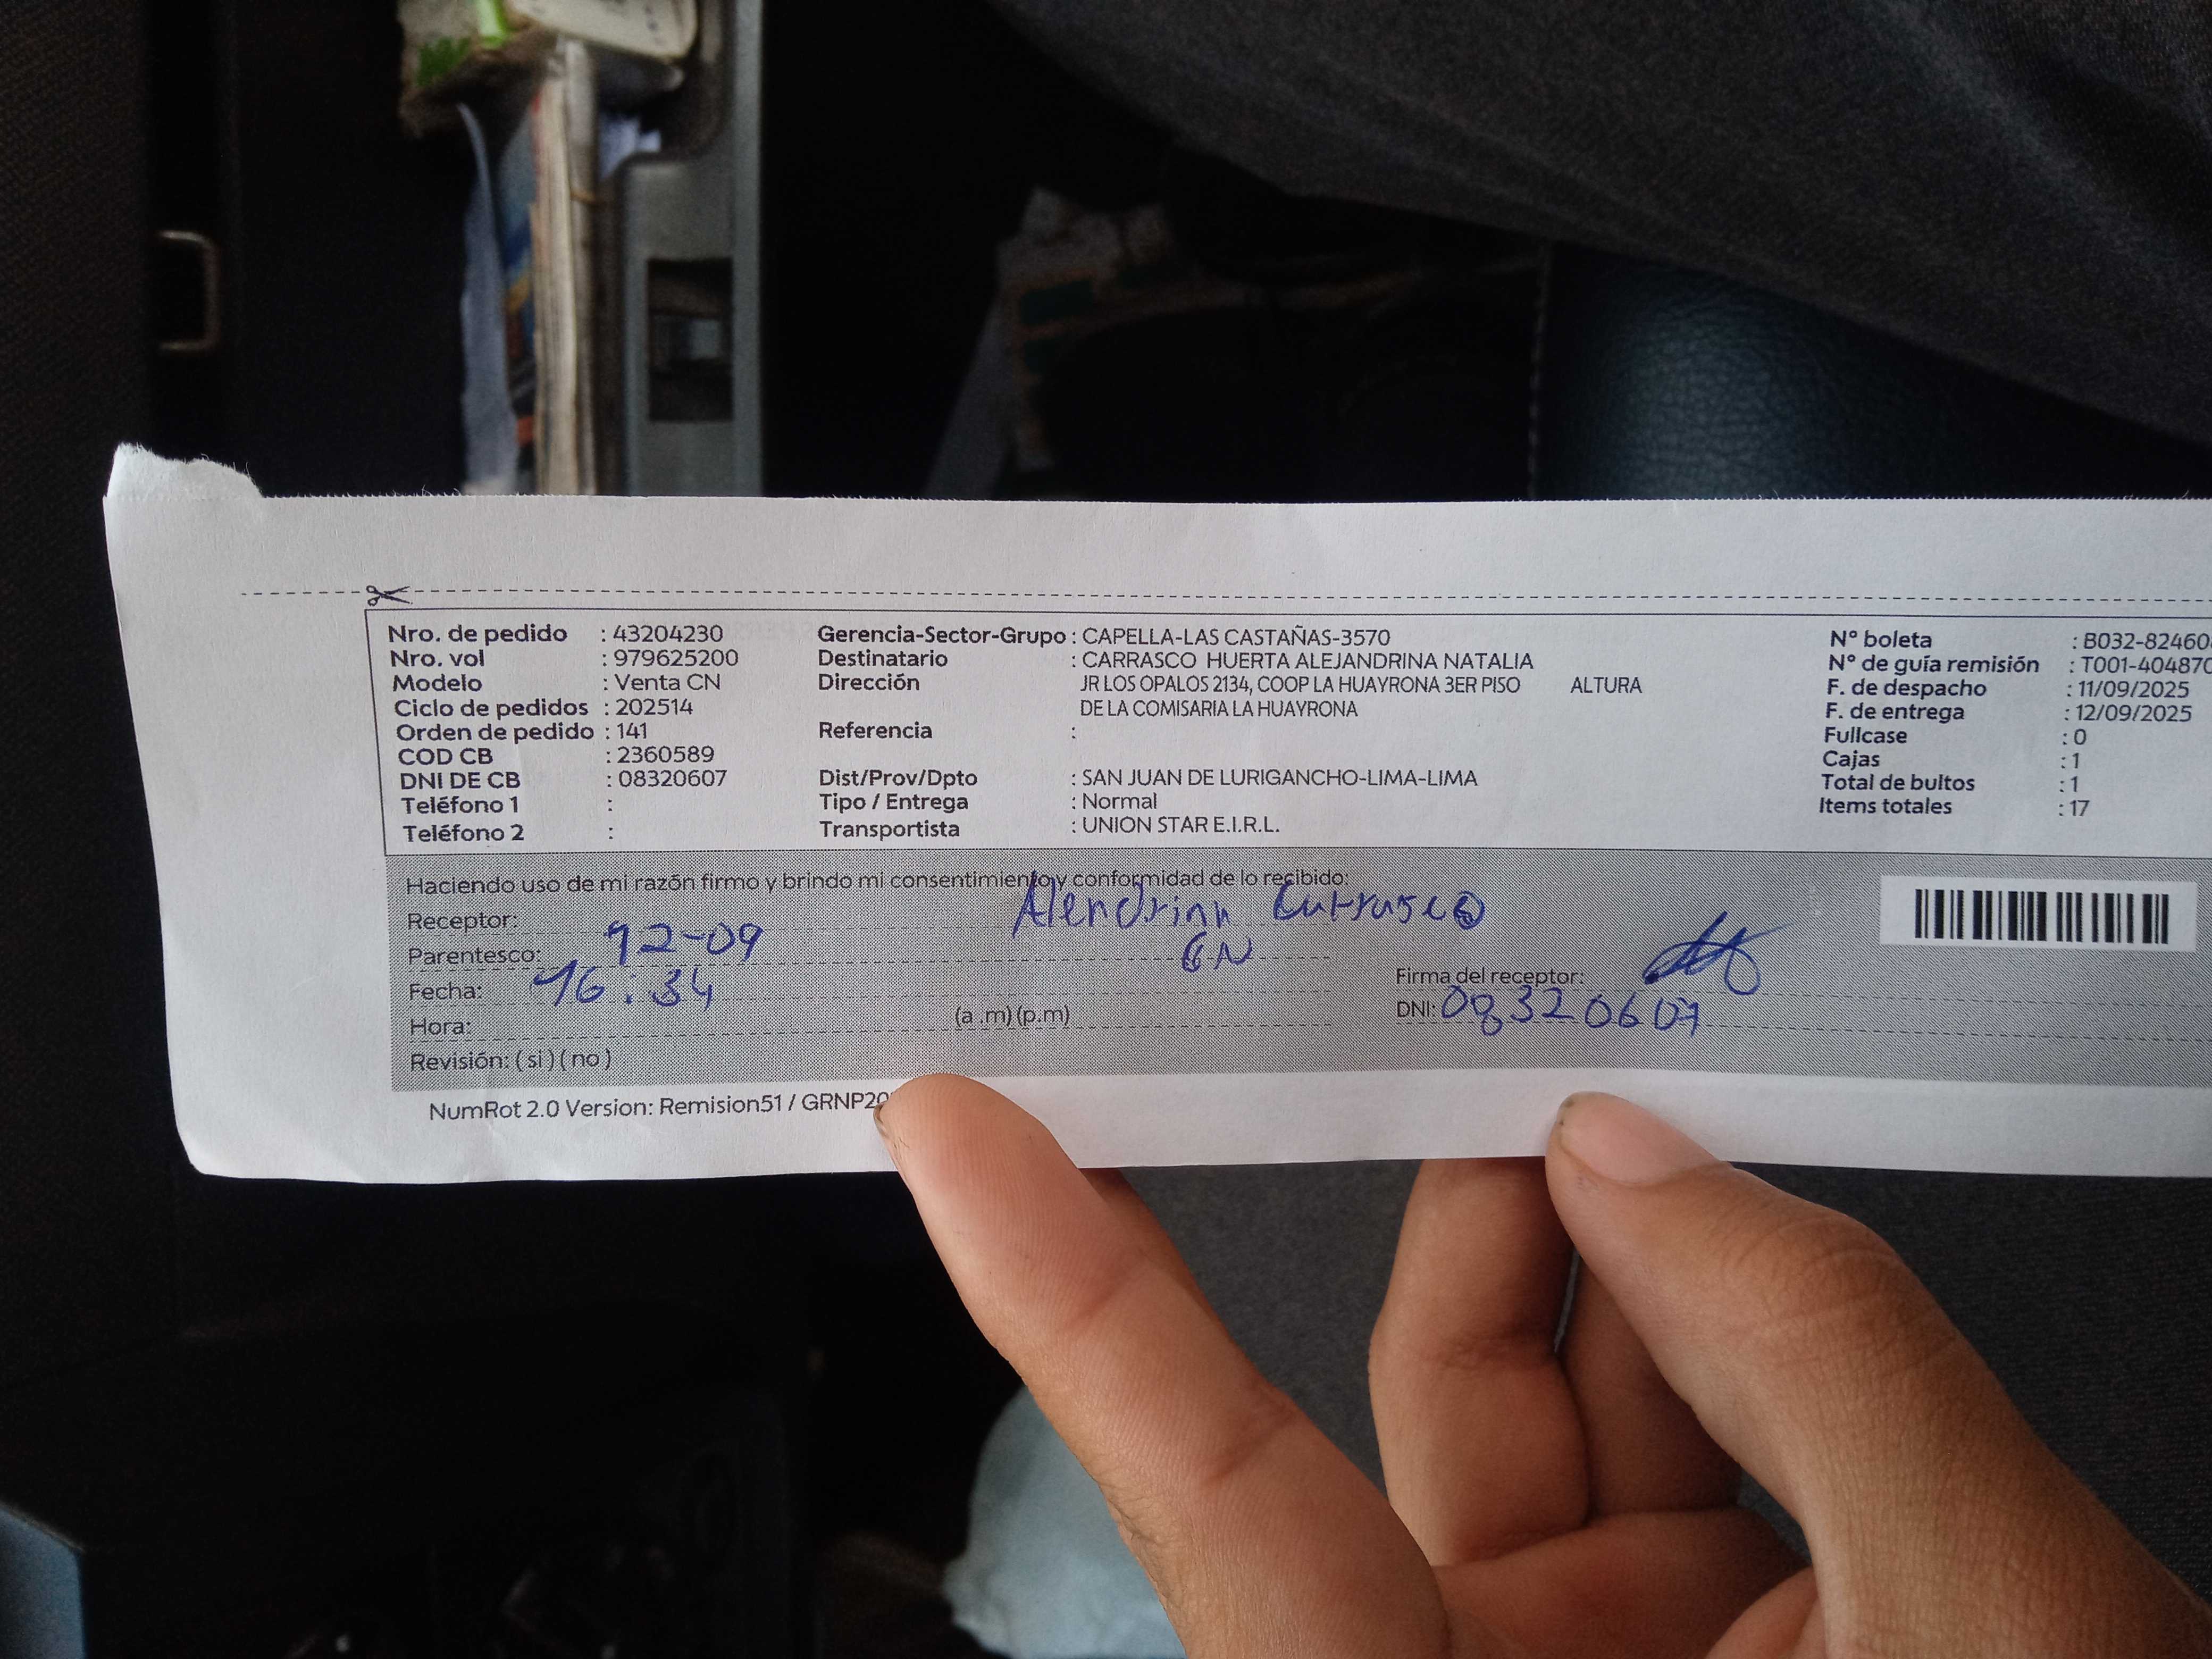 Nro. de pedido : 43204230
Nro. vol : 979625200
Modelo : Venta CN
Ciclo de pedidos : 202514
Orden de pedido : 141
COD CB : 2360589
DNI DE CB : 08320607
Teléfono 1 :
Teléfono 2 :
Gerencia-Sector-Grupo : CAPELLA-LAS CASTAÑAS-3570
Destinatario : CARRASCO HUERTA ALEJANDRINA NATALIA
Dirección JR LOS OPALOS 2134, COOP LA HUAYRONA 3ER PISO ALTURA
DE LA COMISARIA LA HUAYRONA
Referencia :
Dist/Prov/Dpto : SAN JUAN DE LURIGANCHO-LIMA-LIMA
Tipo / Entrega : Normal
Transportista : UNION STAR E.I.R.L.
N° boleta : B032-82460
N° de guía remisión : T001-404870
F. de despacho : 11/09/2025
F. de entrega : 12/09/2025
Fullcase : 0
Cajas : 1
Total de bultos : 1
Items totales : 17
Haciendo uso de mi razón firmo y brindo mi consentimiento y conformidad de lo recibido:
Receptor:
Parentesco: 12-09
Fecha: 16:34
Hora: (a .m) (p.m)
Revisión: ( si ) ( no )
Firma del receptor:
DNI: 08320607
NumRot 2.0 Version: Remision51 / GRNP20